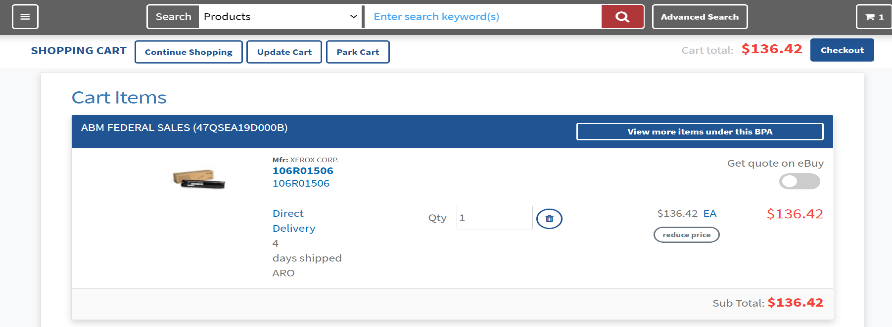 Search Products Enter search keyword(s) Advanced Search 1
SHOPPING CART Continue Shopping Update Cart Park Cart Cart total: $136.42 Checkout
Cart Items
ABM FEDERAL SALES (47QSEA19D000B) View more items under this BPA
Mfr: XEROX CORP.
106R01506
106R01506
Get quote on eBuy
Direct
Delivery
4
days shipped
ARO
Qty 1
$136.42 EA
reduce price
$136.42
Sub Total: $136.42